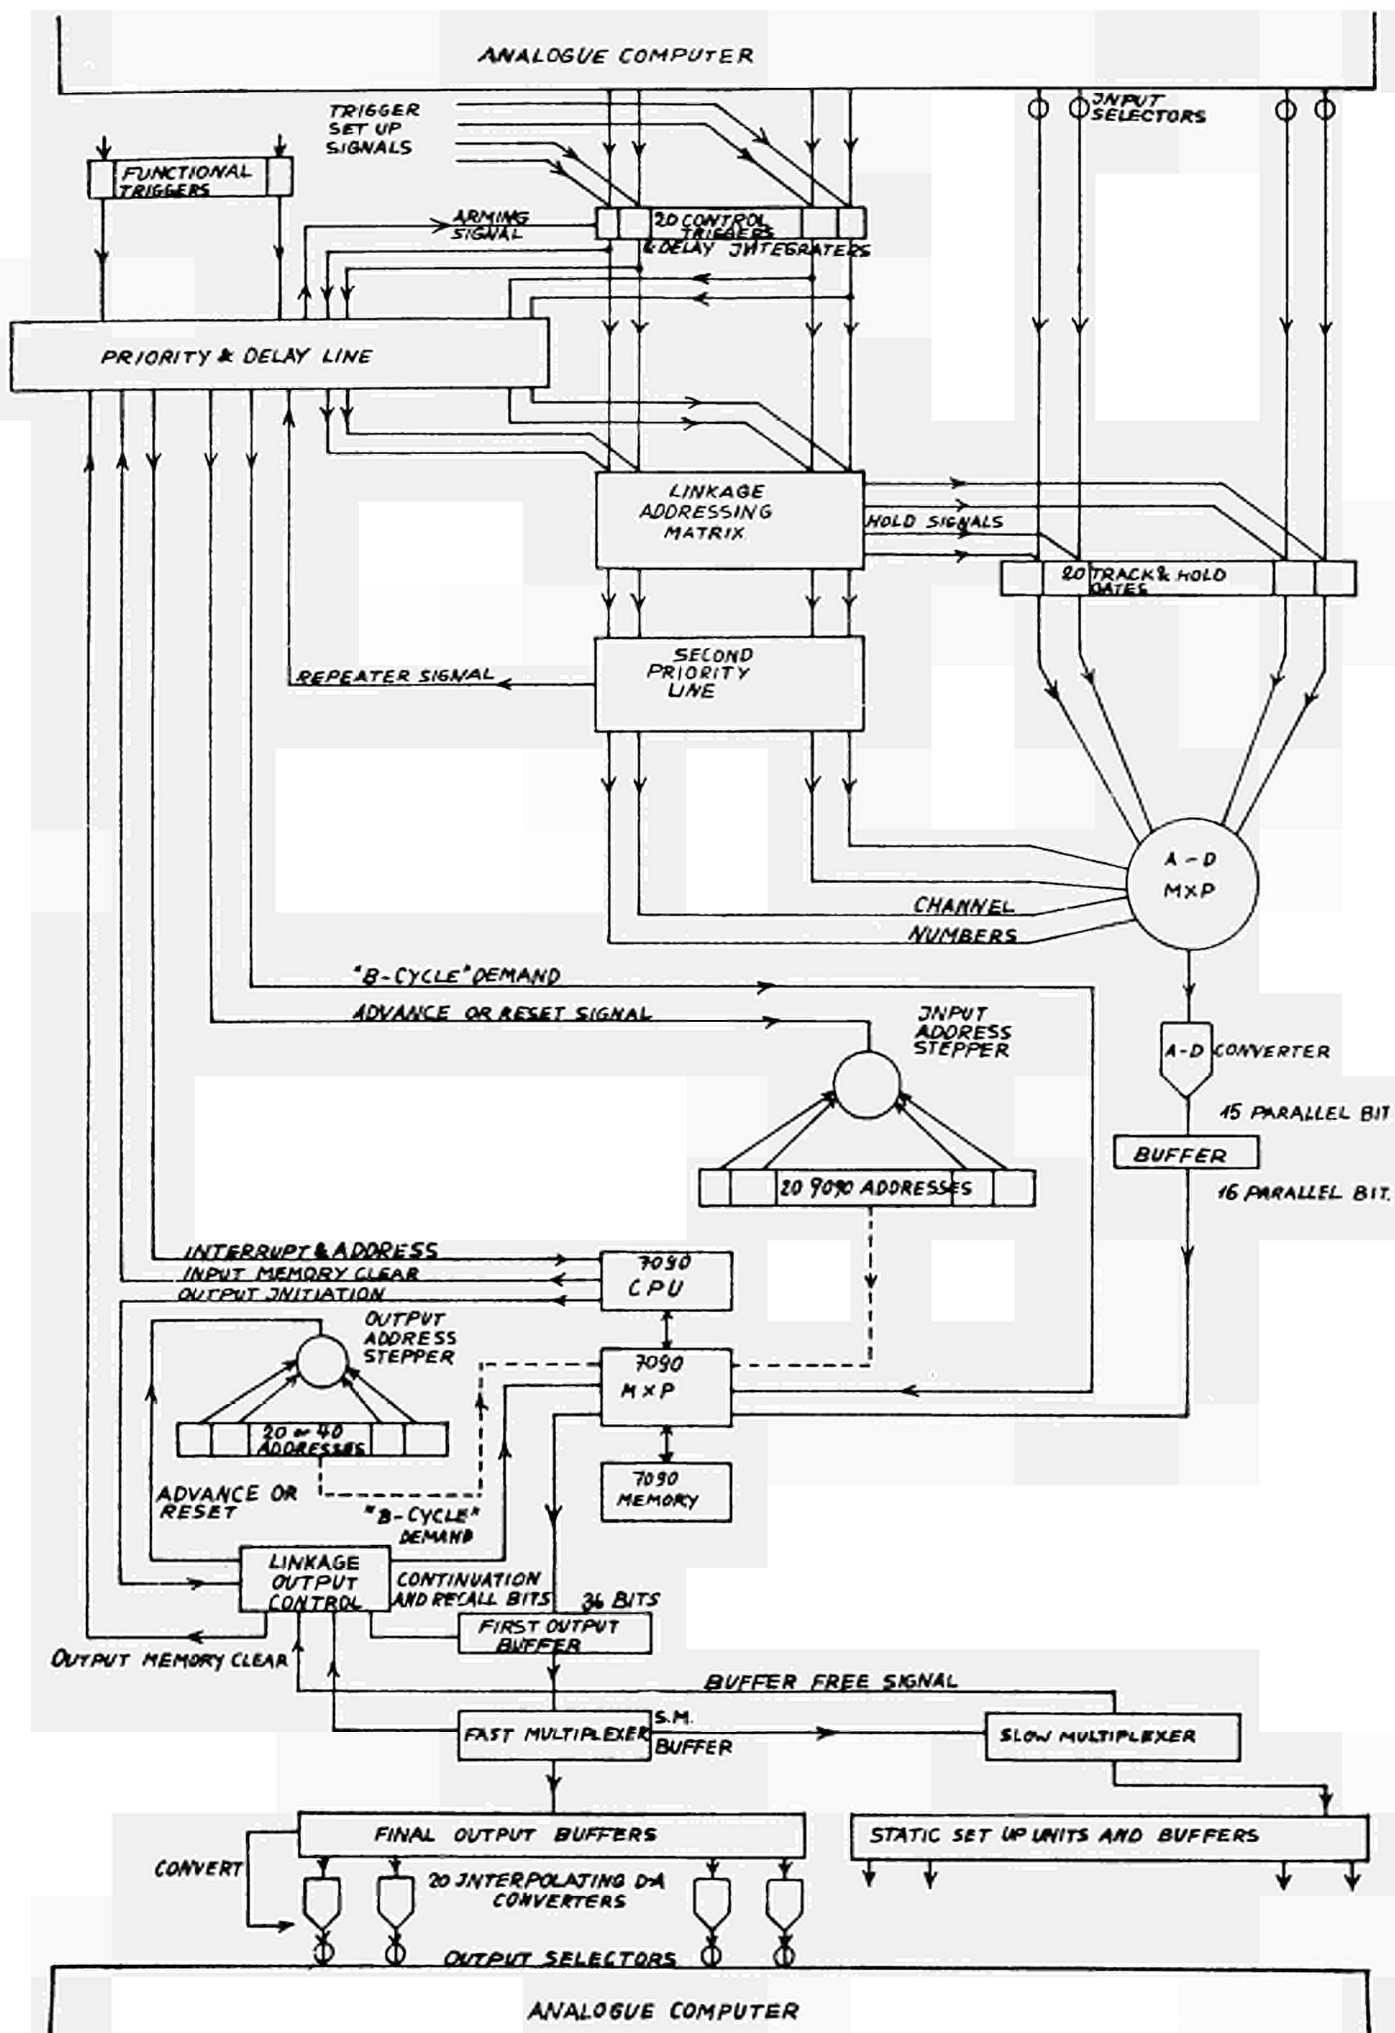 ANALOGUE COMPUTER
TRIGGER
SET UP
SIGNALS
INPUT
SELECTORS
FUNCTIONAL
TRIGGERS
ARMING
SIGNAL
20 CONTROL
TRIGGERS
& DELAY INTEGRATERS
PRIORITY & DELAY LINE
LINKAGE
ADDRESSING
MATRIX
HOLD SIGNALS
20 TRACK & HOLD
GATES
SECOND
PRIORITY
LINE
REPEATER SIGNAL
A-D
MXP
CHANNEL
NUMBERS
"B-CYCLE" DEMAND
ADVANCE OR RESET SIGNAL
INPUT
ADDRESS
STEPPER
A-D CONVERTER
15 PARALLEL BIT
BUFFER
20 7090 ADDRESSES
16 PARALLEL BIT.
INTERRUPT & ADDRESS
INPUT MEMORY CLEAR
OUTPUT INITIATION
7090
CPU
OUTPUT
ADDRESS
STEPPER
7090
MXP
20 or 40
ADDRESSES
7090
MEMORY
ADVANCE OR
RESET
"B-CYCLE"
DEMAND
LINKAGE
OUTPUT
CONTROL
CONTINUATION
AND RECALL BITS
36 BITS
FIRST OUTPUT
BUFFER
OUTPUT MEMORY CLEAR
BUFFER FREE SIGNAL
FAST MULTIPLEXER
S.M.
BUFFER
SLOW MULTIPLEXER
FINAL OUTPUT BUFFERS
STATIC SET UP UNITS AND BUFFERS
CONVERT
20 INTERPOLATING D-A
CONVERTERS
OUTPUT SELECTORS
ANALOGUE COMPUTER